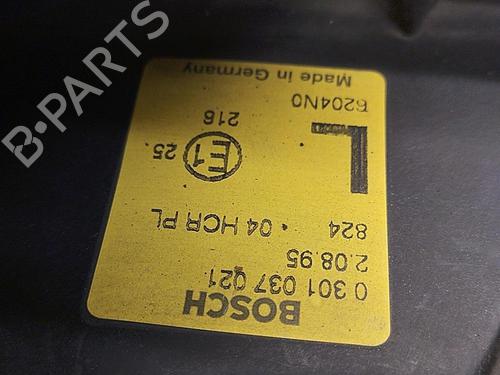 BOSCH
0 301 037 021
2.08.95
824 • 04 HCR PL
L
E1
25
216
6204N0
Made in Germany
B-PARTS